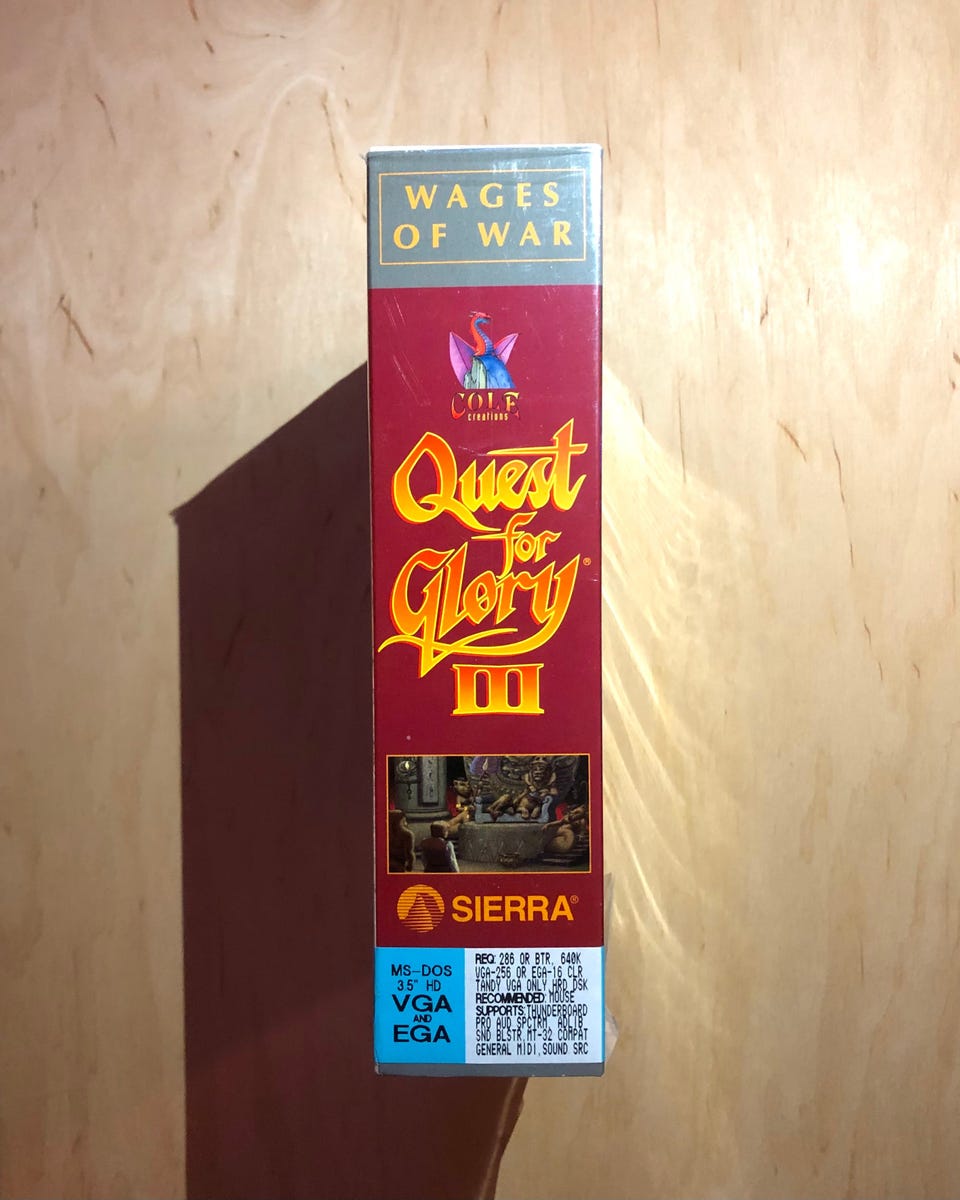 WAGES
OF WAR
COLE
creations
Quest
for
Glory®
III
SIERRA®
MS-DOS
3.5" HD
VGA
AND
EGA
REQ: 286 OR BTR, 640K
VGA-256 OR EGA-16 CLR
TANDY VGA ONLY, HRD DSK
RECOMMENDED: MOUSE
SUPPORTS: THUNDERBOARD
PRO AUD SPCTRM, ADLIB
SND BLSTR, MT-32 COMPAT
GENERAL MIDI, SOUND SRC